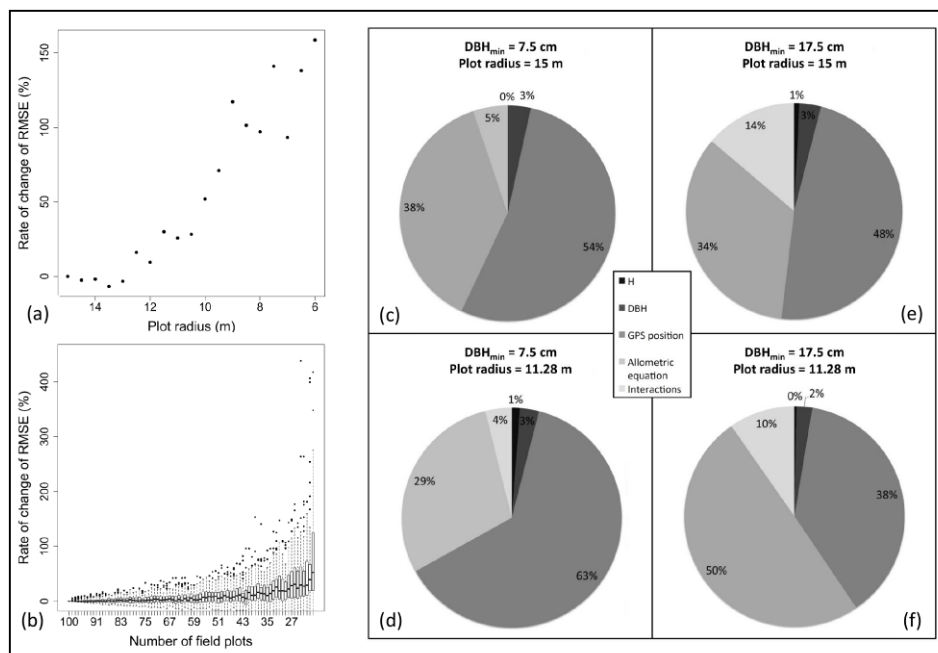 150
100
50
0
Rate of change of RMSE (%)
14
12
10
8
6
(a)
Plot radius (m)
400
300
200
100
0
Rate of change of RMSE (%)
100
91
83
75
67
59
51
43
35
27
(b)
Number of field plots
DBHmin = 7.5 cm
Plot radius = 15 m
0%
3%
5%
38%
54%
(c)
DBHmin = 17.5 cm
Plot radius = 15 m
1%
3%
14%
34%
48%
(e)
H
DBH
GPS position
Allometric
equation
Interactions
DBHmin = 7.5 cm
Plot radius = 11.28 m
1%
3%
4%
29%
63%
(d)
DBHmin = 17.5 cm
Plot radius = 11.28 m
0%
2%
10%
38%
50%
(f)